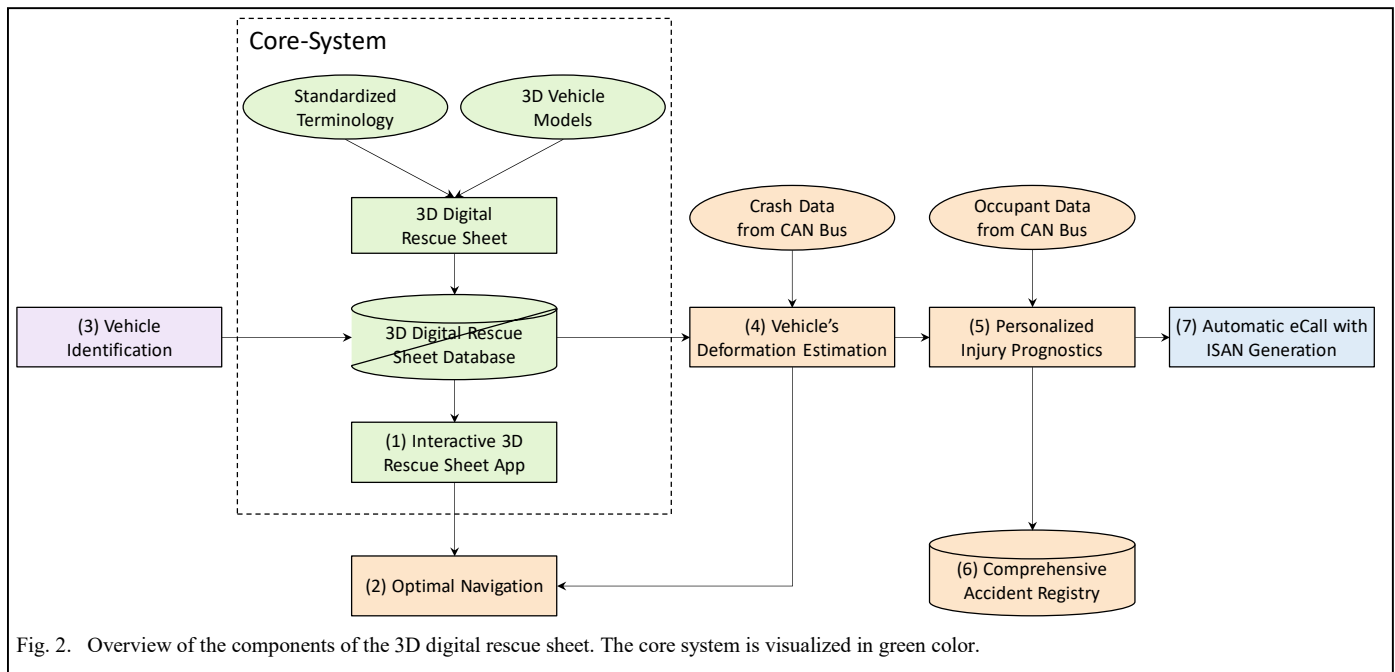 Core-System
Standardized
Terminology
3D Vehicle
Models
3D Digital
Rescue Sheet
Crash Data
from CAN Bus
Occupant Data
from CAN Bus
(3) Vehicle
Identification
3D Digital Rescue
Sheet Database
(4) Vehicle’s
Deformation Estimation
(5) Personalized
Injury Prognostics
(7) Automatic eCall with
ISAN Generation
(1) Interactive 3D
Rescue Sheet App
(2) Optimal Navigation
(6) Comprehensive
Accident Registry
Fig. 2. Overview of the components of the 3D digital rescue sheet. The core system is visualized in green color.